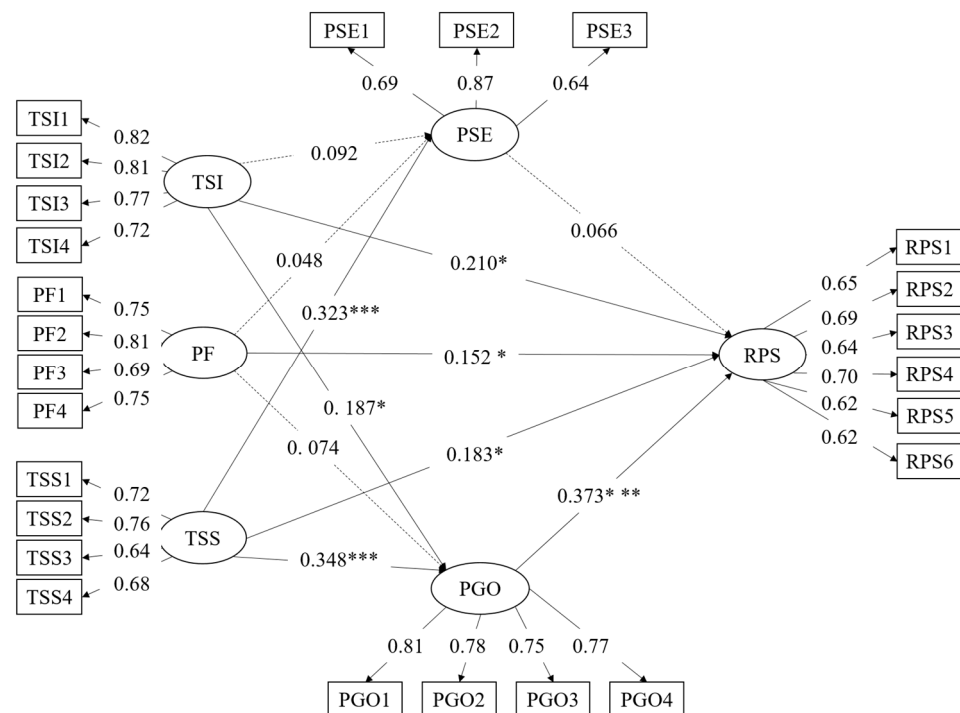 PSE1 PSE2 PSE3
0.69 0.87 0.64
PSE
TSI1
TSI2
TSI3
TSI4
0.82
0.81
0.77
0.72
TSI
0.092
0.066
0.048
0.210*
0.323***
PF1
PF2
PF3
PF4
0.75
0.81
0.69
0.75
PF
0.152 *
0. 187*
0. 074
0.183*
TSS1
TSS2
TSS3
TSS4
0.72
0.76
0.64
0.68
TSS
0.348***
0.373* **
RPS
0.65
0.69
0.64
0.70
0.62
0.62
RPS1
RPS2
RPS3
RPS4
RPS5
RPS6
PGO
0.81 0.78 0.75 0.77
PGO1 PGO2 PGO3 PGO4